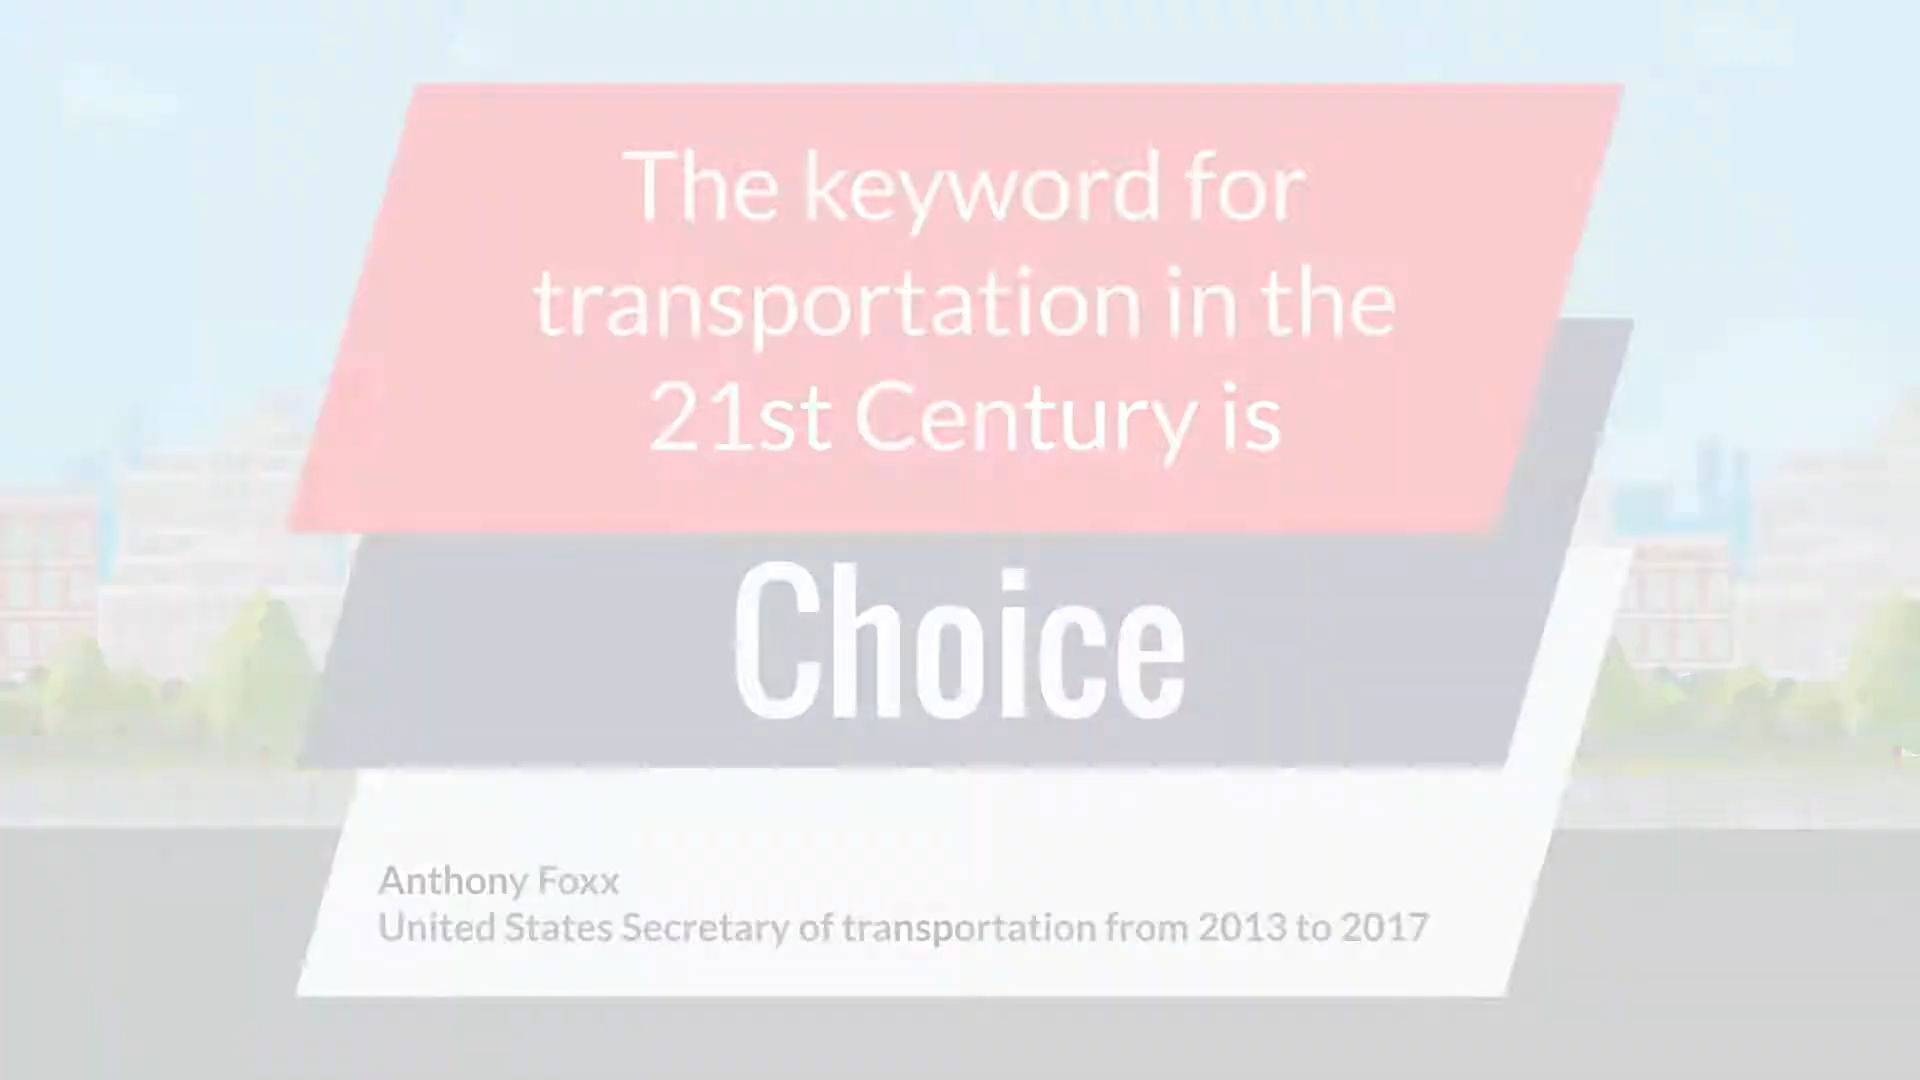 The keyword for
transportation in the
21st Century is
Choice
Anthony Foxx
United States Secretary of transportation from 2013 to 2017